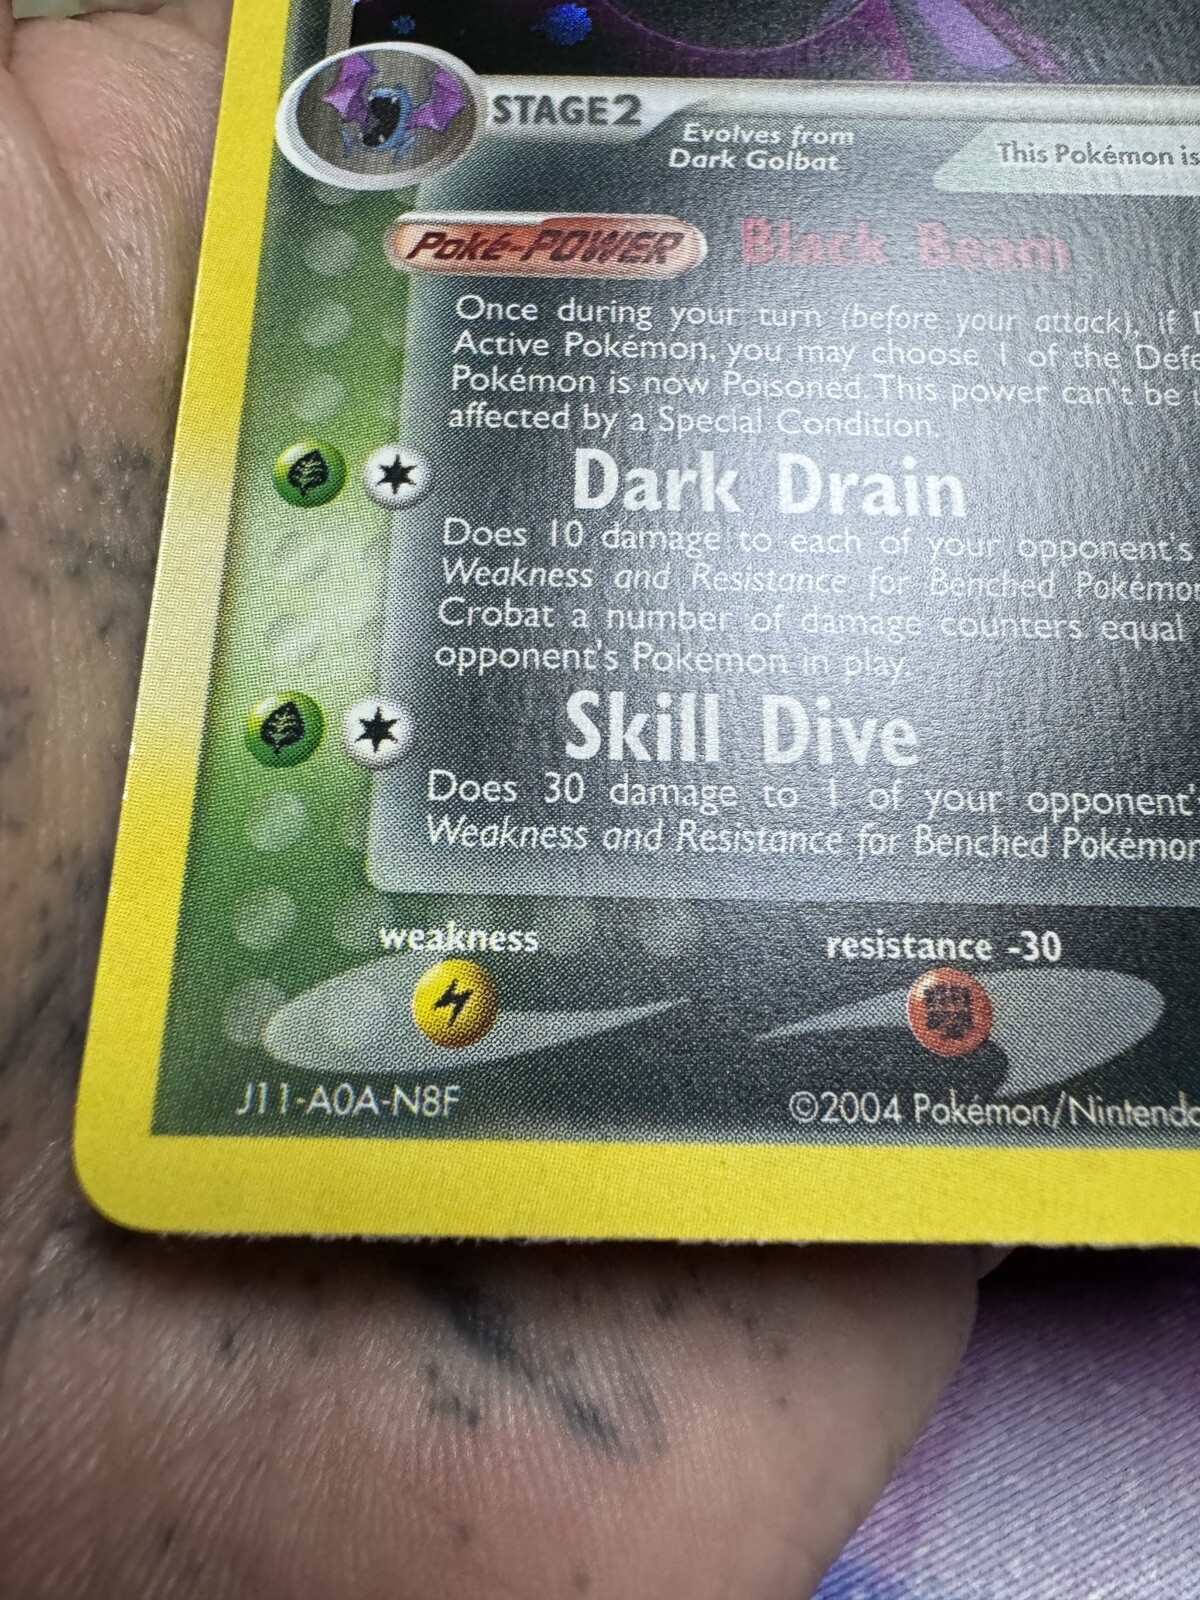 STAGE2
Evolves from
Dark Golbat
This Pokémon is
Poké-POWER Black Beam
Once during your turn (before your attack), if
Active Pokémon, you may choose 1 of the Defe
Pokémon is now Poisoned. This power can't be
affected by a Special Condition.
Dark Drain
Does 10 damage to each of your opponent's
Weakness and Resistance for Benched Pokémon
Crobat a number of damage counters equal
opponent's Pokemon in play.
Skill Dive
Does 30 damage to 1 of your opponent'
Weakness and Resistance for Benched Pokémon
weakness
resistance -30
J11-A0A-N8F
©2004 Pokémon/Nintendo